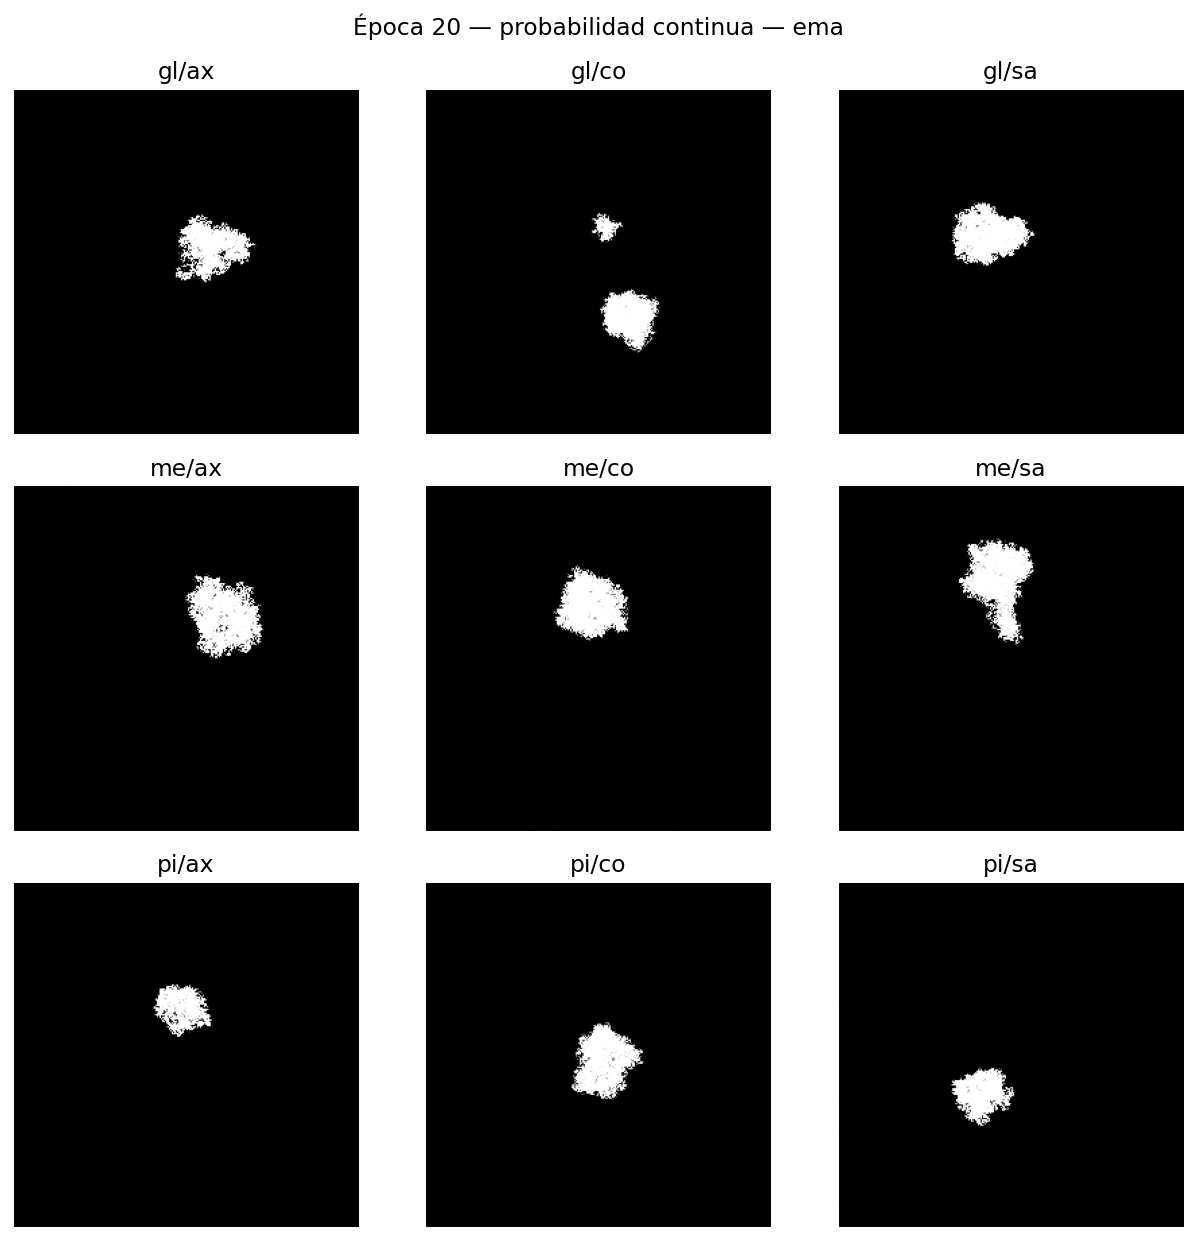 Época 20 — probabilidad continua — ema
gl/ax
gl/co
gl/sa
me/ax
me/co
me/sa
pi/ax
pi/co
pi/sa